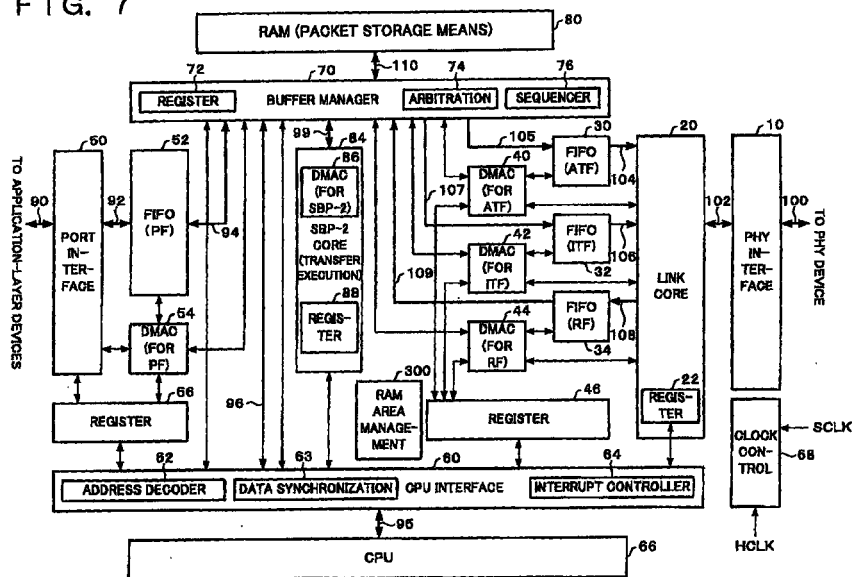 FIG. 7
80
RAM (PACKET STORAGE MEANS)
72
70
110
74
76
REGISTER
BUFFER MANAGER
ARBITRATION
SEQUENCER
99
84
105
30
20
10
50
52
86
40
FIFO
(ATF)
104
TO APPLICATION-LAYER DEVICES
90
92
PORT
IN-
TER-
FACE
FIFO
(PF)
94
DMAC
(FOR
SBP-2)
SBP-2
CORE
(TRANSFER
EXECUTION)
107
DMAC
(FOR
ATF)
42
FIFO
(ITF)
106
32
102
100
LINK
CORE
PHY IN-
TERFACE
TO PHY DEVICE
109
DMAC
(FOR
ITF)
44
FIFO
(RF)
108
34
54
DMAC
(FOR
PF)
88
REGIS-
TER
DMAC
(FOR
RF)
56
REGISTER
96
300
RAM
AREA
MANAGE-
MENT
46
REGISTER
22
REGIS-
TER
CLOCK
CON-
TROL
SCLK
68
62
63
60
64
ADDRESS DECODER
DATA SYNCHRONIZATION
CPU INTERFACE
INTERRUPT CONTROLLER
95
HCLK
CPU
66